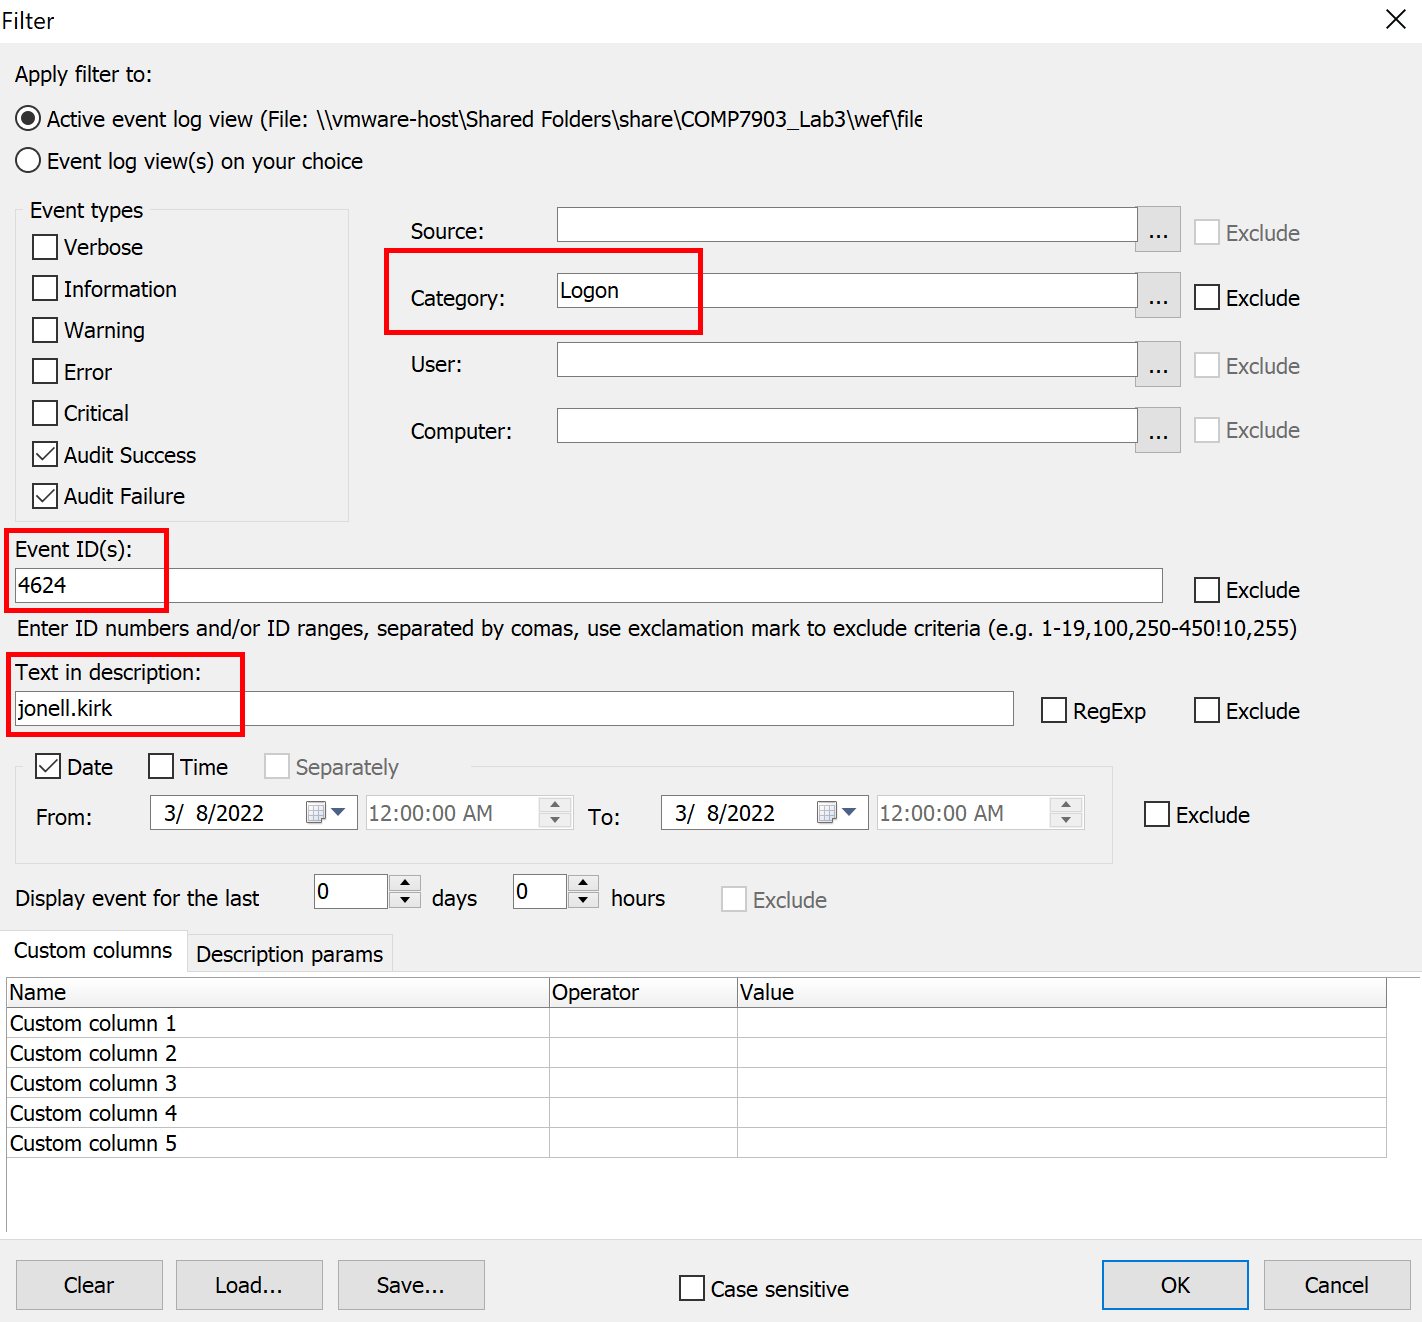 Filter
Apply filter to:
Active event log view (File: \\vmware-host\Shared Folders\share\COMP7903_Lab3\wef\file
Event log view(s) on your choice
Event types
Verbose
Information
Warning
Error
Critical
Audit Success
Audit Failure
Source: ... Exclude
Category: Logon ... Exclude
User: ... Exclude
Computer: ... Exclude
Event ID(s):
4624 Exclude
Enter ID numbers and/or ID ranges, separated by comas, use exclamation mark to exclude criteria (e.g. 1-19,100,250-450!10,255)
Text in description:
jonell.kirk RegExp Exclude
Date Time Separately
From: 3/ 8/2022 12:00:00 AM To: 3/ 8/2022 12:00:00 AM Exclude
Display event for the last 0 days 0 hours Exclude
Custom columns Description params
Name Operator Value
Custom column 1
Custom column 2
Custom column 3
Custom column 4
Custom column 5
Clear Load... Save... Case sensitive OK Cancel